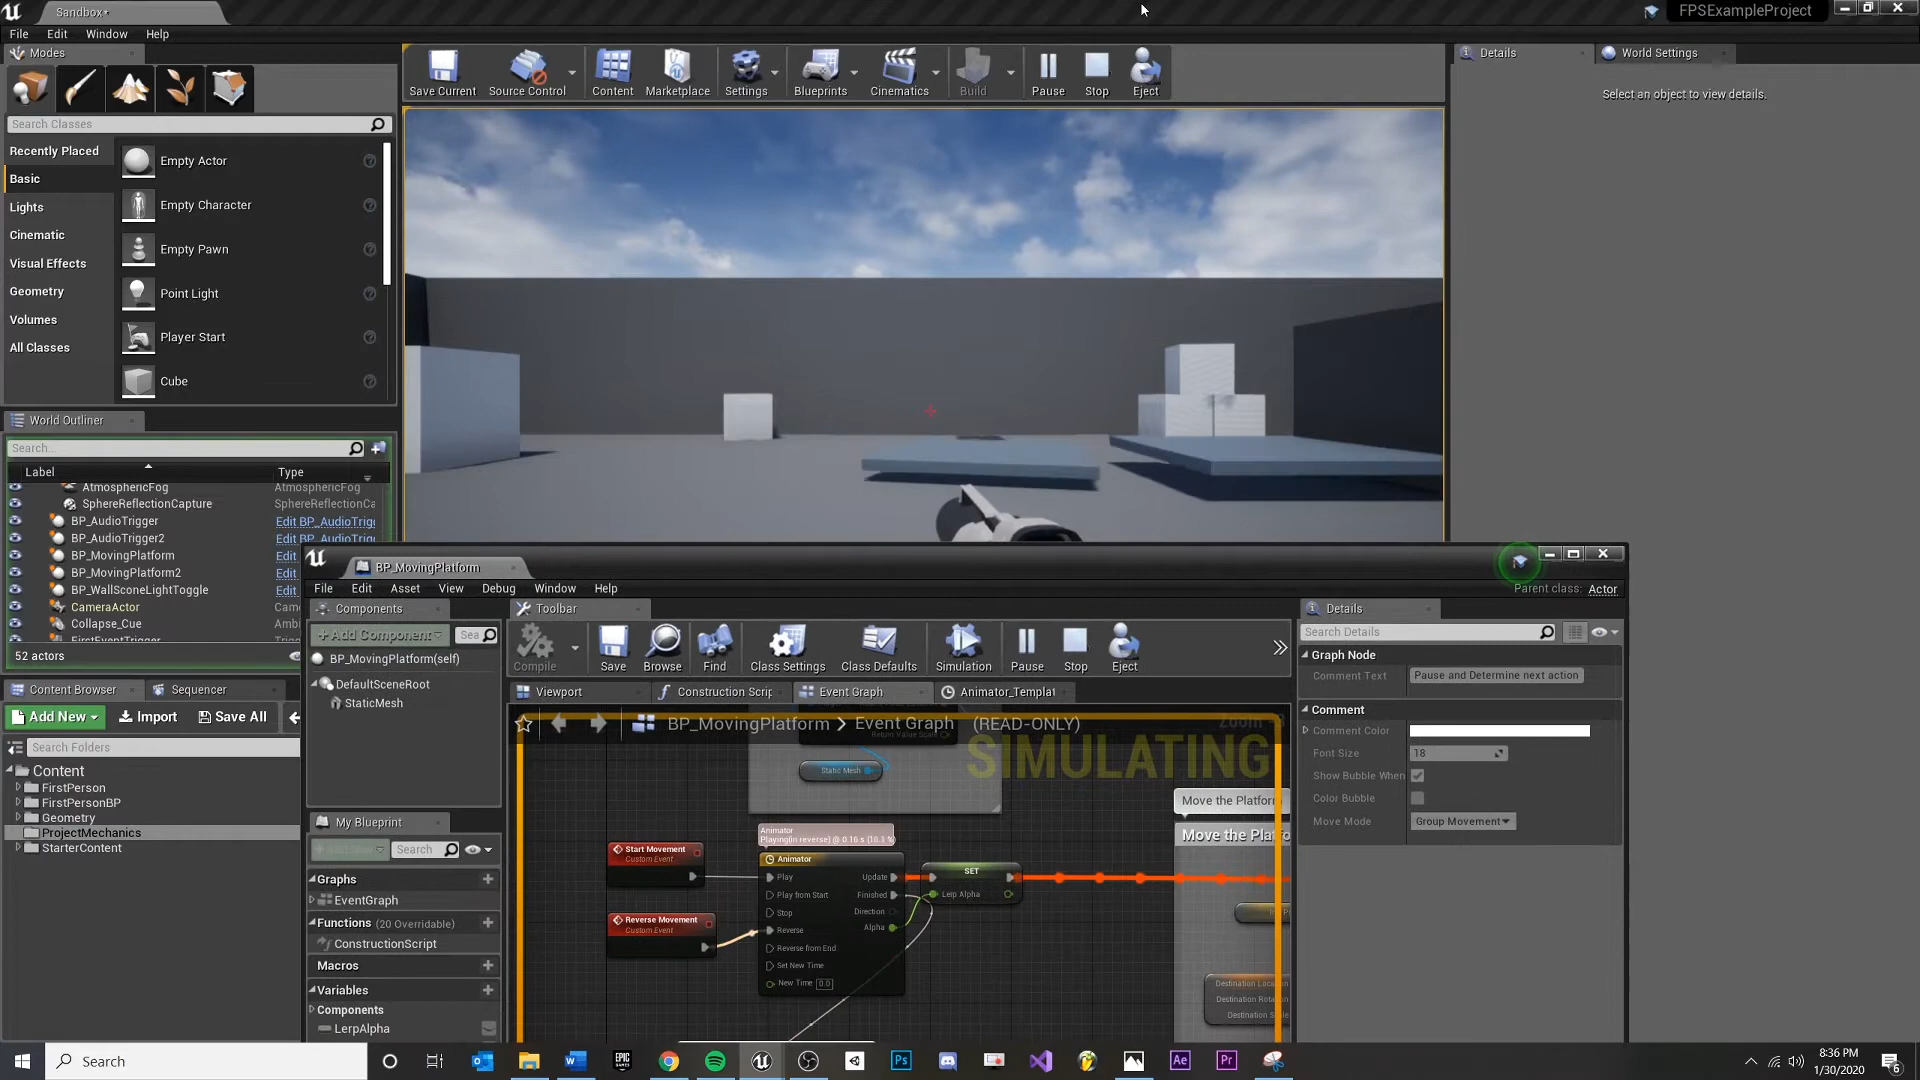 Sandbox*
FPSExampleProject
File Edit Window Help
Modes
Search Classes
Recently Placed
Basic
Lights
Cinematic
Visual Effects
Geometry
Volumes
All Classes
Empty Actor
Empty Character
Empty Pawn
Point Light
Player Start
Cube
Save Current Source Control Content Marketplace Settings Blueprints Cinematics Build Pause Stop Eject
Details
World Settings
Select an object to view details.
World Outliner
Search...
Label Type
AtmosphericFog AtmosphericFog
SphereReflectionCapture SphereReflectionCa
BP_AudioTrigger Edit BP_AudioTrig
BP_AudioTrigger2 Edit BP_AudioTrig
BP_MovingPlatform Edit
BP_MovingPlatform2 Edit
BP_WallSconeLightToggle Edit
CameraActor Came
Collapse_Cue Ambi
FirstEventTrigger Trig
52 actors
Content Browser Sequencer
Add New Import Save All
Search Folders
Content
FirstPerson
FirstPersonBP
Geometry
ProjectMechanics
StarterContent
BP_MovingPlatform
File Edit Asset View Debug Window Help
Parent class: Actor
Components
+ Add Component Sea
BP_MovingPlatform(self)
DefaultSceneRoot
StaticMesh
My Blueprint
Search
Graphs
EventGraph
Functions (20 Overridable)
ConstructionScript
Macros
Variables
Components
LerpAlpha
Toolbar
Compile Save Browse Find Class Settings Class Defaults Simulation Pause Stop Eject
Viewport Construction Scrip Event Graph Animator_Templat
BP_MovingPlatform > Event Graph (READ-ONLY)
SIMULATING
Return Value Scale
Static Mesh
Move the Platform
Move the Platfo
Start Movement
Custom Event
Reverse Movement
Custom Event
Animator
Playing(in reverse) @ 0.16 s (16.1 %)
Animator
Play Update
Play from Start Finished
Stop Direction
Reverse Alpha
Reverse from End
Set New Time
New Time 0.0
SET
Lerp Alpha
Destination Locatio
Destination Rotatio
Destination Scale
Details
Search Details
Graph Node
Comment Text Pause and Determine next action
Comment
Comment Color
Font Size 18
Show Bubble When
Color Bubble
Move Mode Group Movement
Search
8:36 PM
1/30/2020